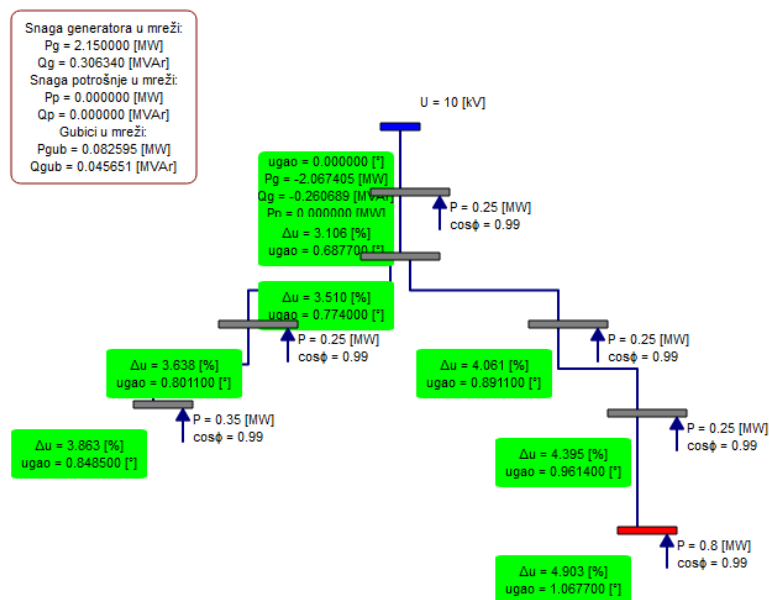 Snaga generatora u mreži:
Pg = 2.150000 [MW]
Qg = 0.306340 [MVAr]
Snaga potrošnje u mreži:
Pp = 0.000000 [MW]
Qp = 0.000000 [MVAr]
Gubici u mreži:
Pgub = 0.082595 [MW]
Qgub = 0.045651 [MVAr]
U = 10 [kV]
ugao = 0.000000 [°]
Pg = -2.067405 [MW]
Qg = -0.260689 [MVAr]
Pp = 0.000000 [MW]
P = 0.25 [MW]
cosϕ = 0.99
Δu = 3.106 [%]
ugao = 0.687700 [°]
Δu = 3.510 [%]
ugao = 0.774000 [°]
P = 0.25 [MW]
cosϕ = 0.99
P = 0.25 [MW]
cosϕ = 0.99
Δu = 3.638 [%]
ugao = 0.801100 [°]
Δu = 4.061 [%]
ugao = 0.891100 [°]
P = 0.35 [MW]
cosϕ = 0.99
P = 0.25 [MW]
cosϕ = 0.99
Δu = 3.863 [%]
ugao = 0.848500 [°]
Δu = 4.395 [%]
ugao = 0.961400 [°]
P = 0.8 [MW]
cosϕ = 0.99
Δu = 4.903 [%]
ugao = 1.067700 [°]